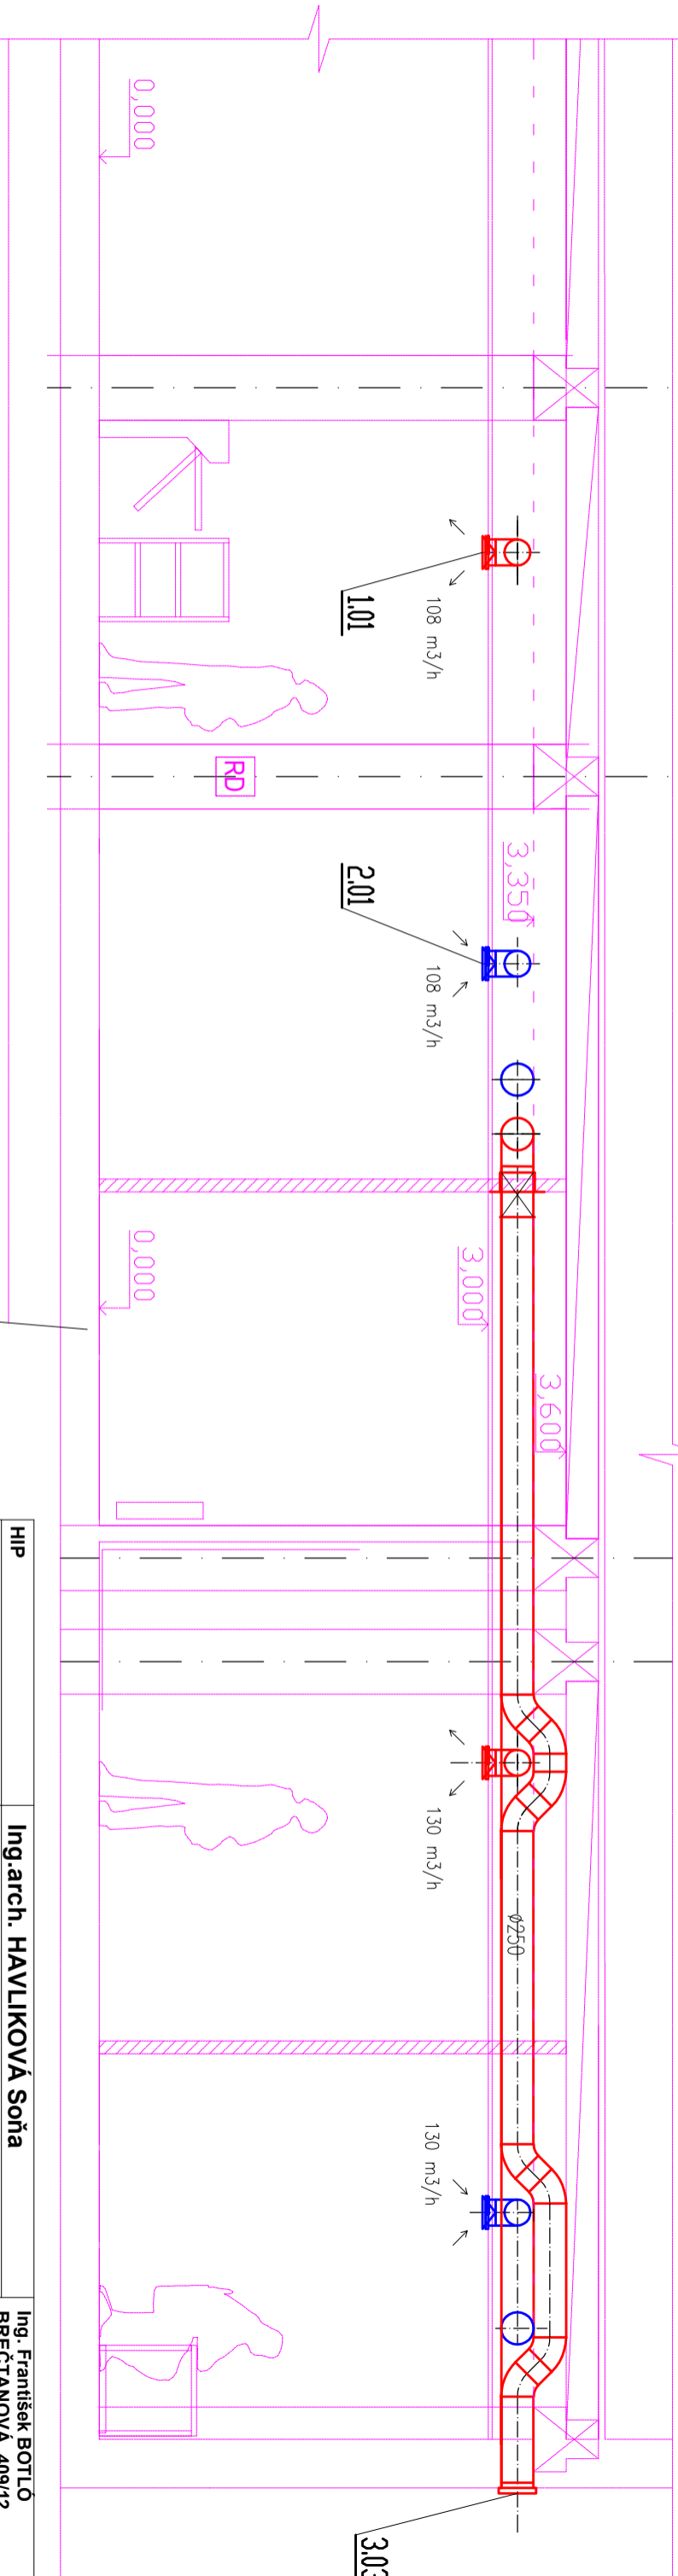 0,000
1.01
108 m3/h
RD
3,350
2.01
108 m3/h
0,000
3,000
3,600
130 m3/h
Ø250
130 m3/h
HIP
Ing.arch. HAVLIKOVÁ Soňa
Ing. František BOTLÓ